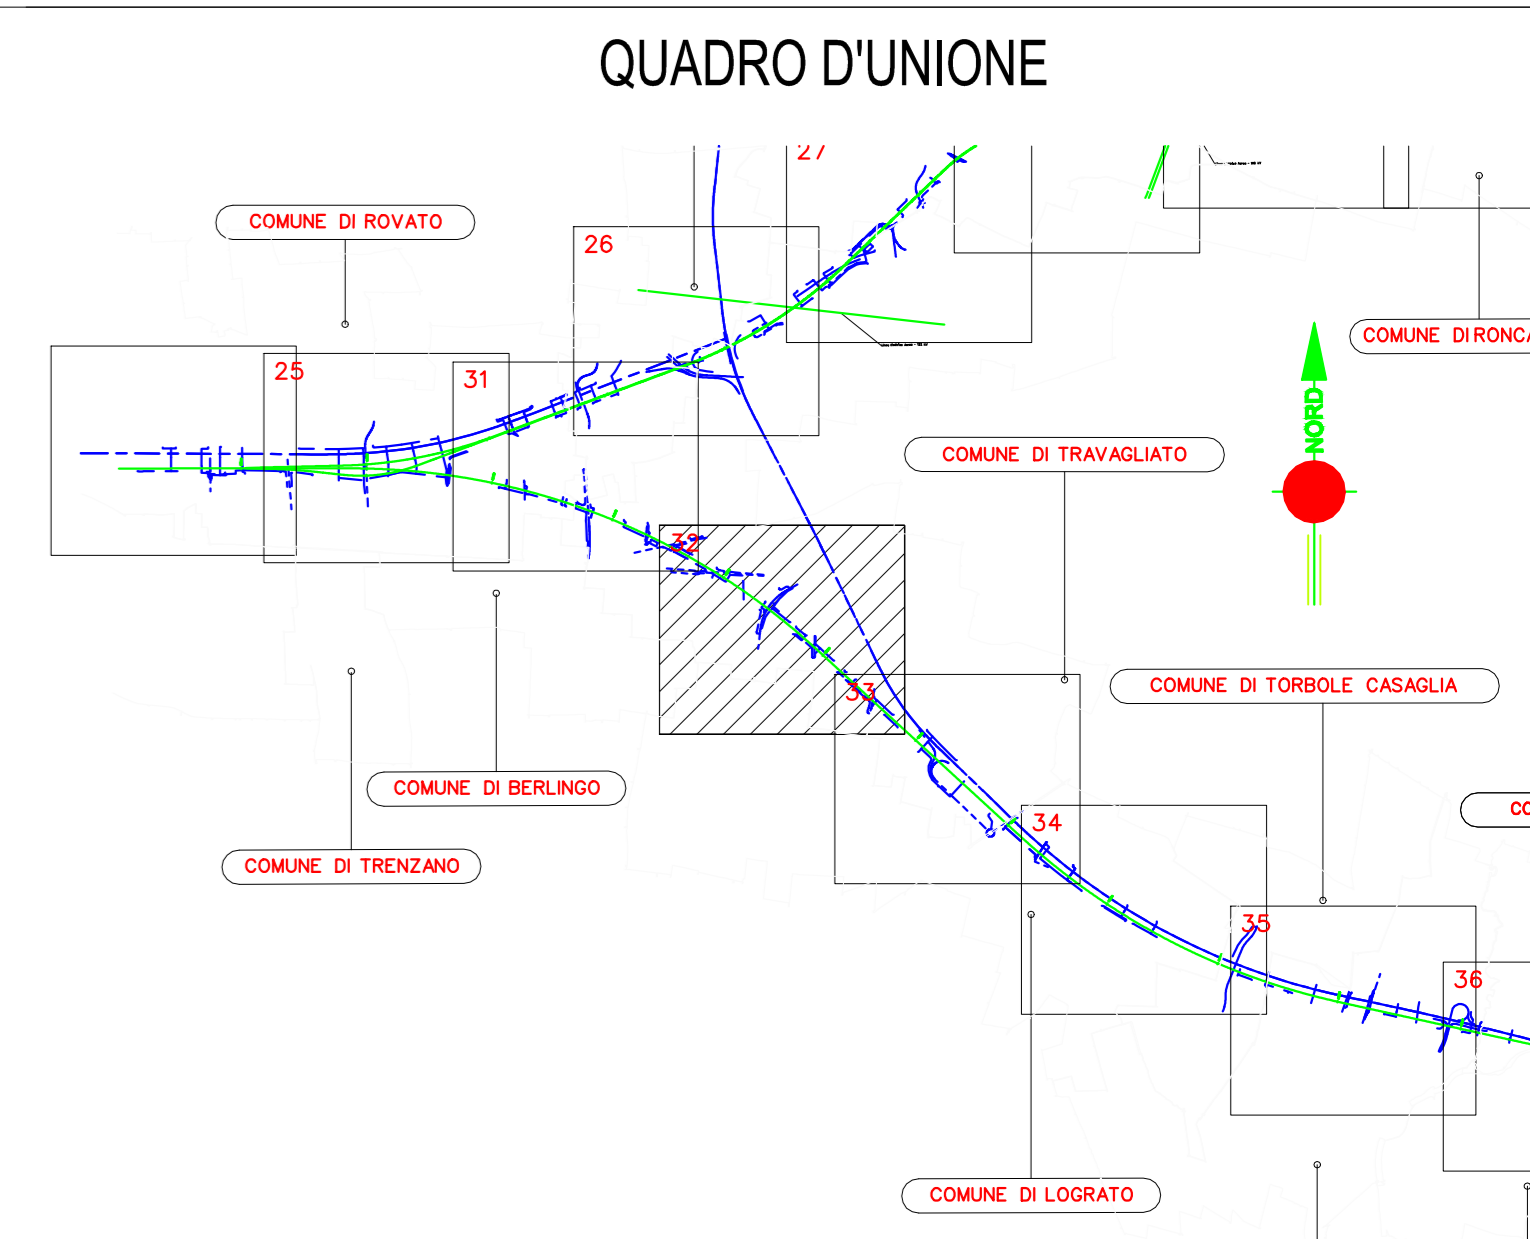 QUADRO D'UNIONE
27
COMUNE DI ROVATO
26
COMUNE DI RONCA
25
31
NORD
COMUNE DI TRAVAGLIATO
32
33
COMUNE DI TORBOLE CASAGLIA
COMUNE DI BERLINGO
CO
34
COMUNE DI TRENZANO
35
36
COMUNE DI LOGRATO